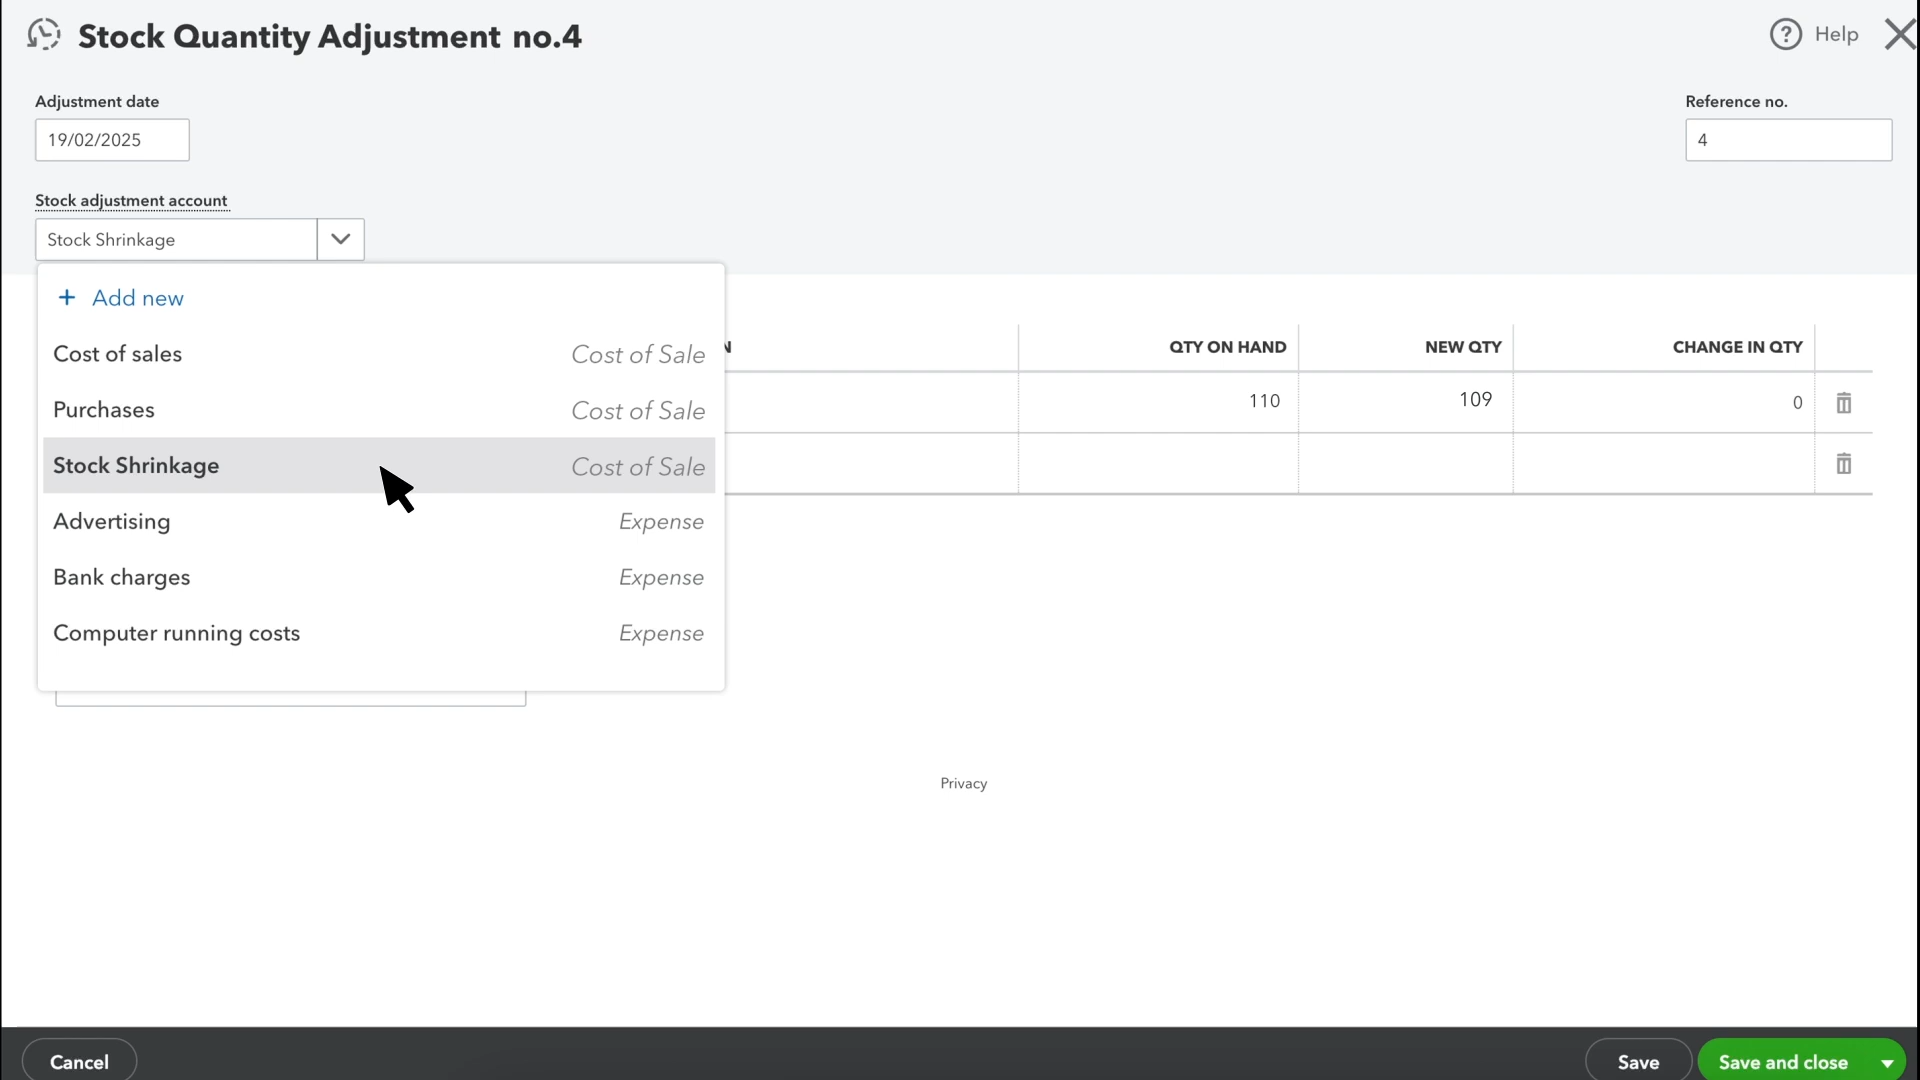 Stock Quantity Adjustment no.4
? Help
Adjustment date
Reference no.
19/02/2025
4
Stock adjustment account
Stock Shrinkage
+ Add new
Cost of sales Cost of Sale
Purchases Cost of Sale
Stock Shrinkage Cost of Sale
Advertising Expense
Bank charges Expense
Computer running costs Expense
N QTY ON HAND NEW QTY CHANGE IN QTY
110 109 0
Privacy
Cancel
Save
Save and close